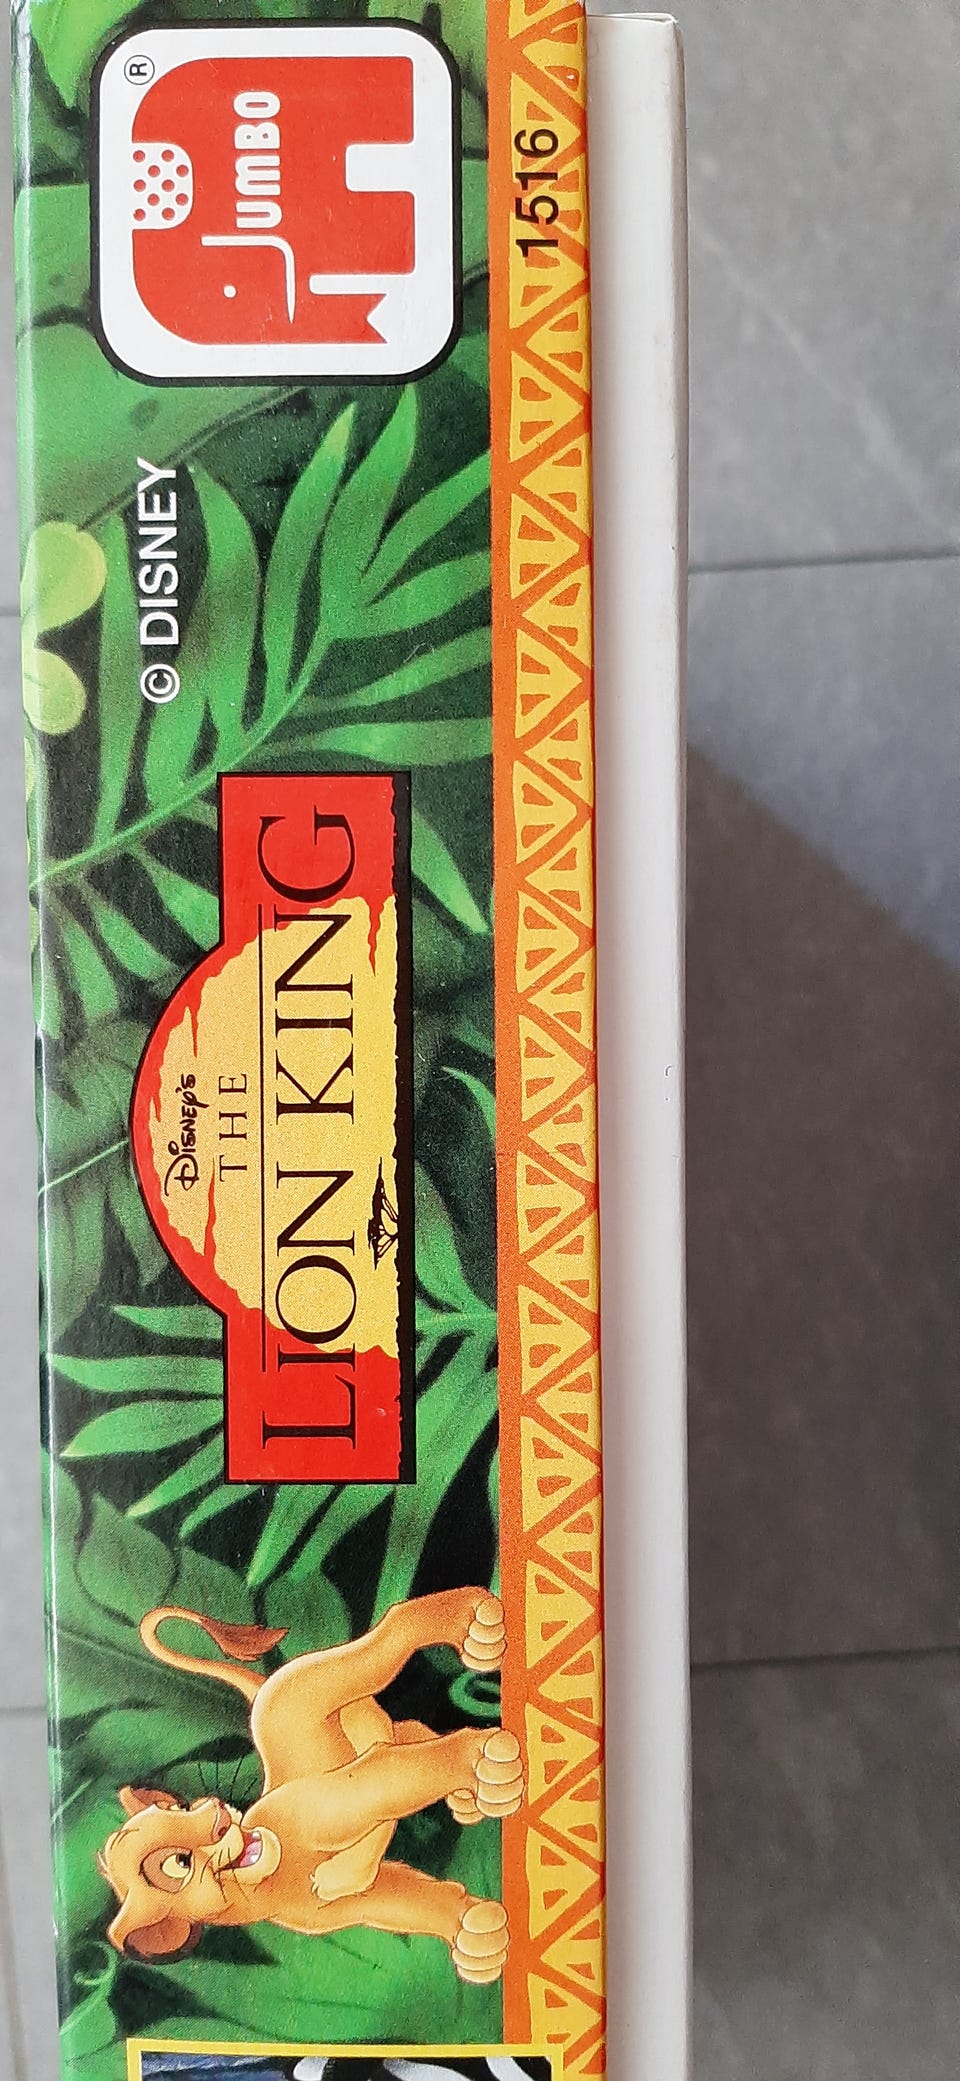 DISNEY'S
THE
LION KING
© DISNEY
JUMBO
®
1516